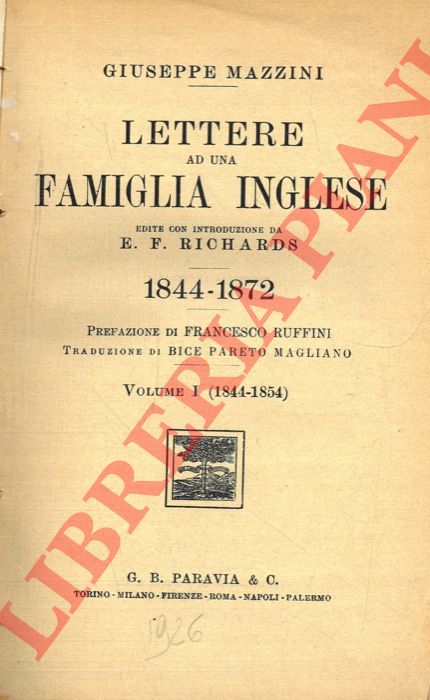 GIUSEPPE MAZZINI
LETTERE
AD UNA
FAMIGLIA INGLESE
EDITE CON INTRODUZIONE DA
E. F. RICHARDS
1844-1872
PREFAZIONE DI FRANCESCO RUFFINI
TRADUZIONE DI BICE PARETO MAGLIANO
VOLUME I (1844-1854)
G. B. PARAVIA & C.
TORINO - MILANO - FIRENZE - ROMA - NAPOLI - PALERMO
1926
LIBRERIA PIANI